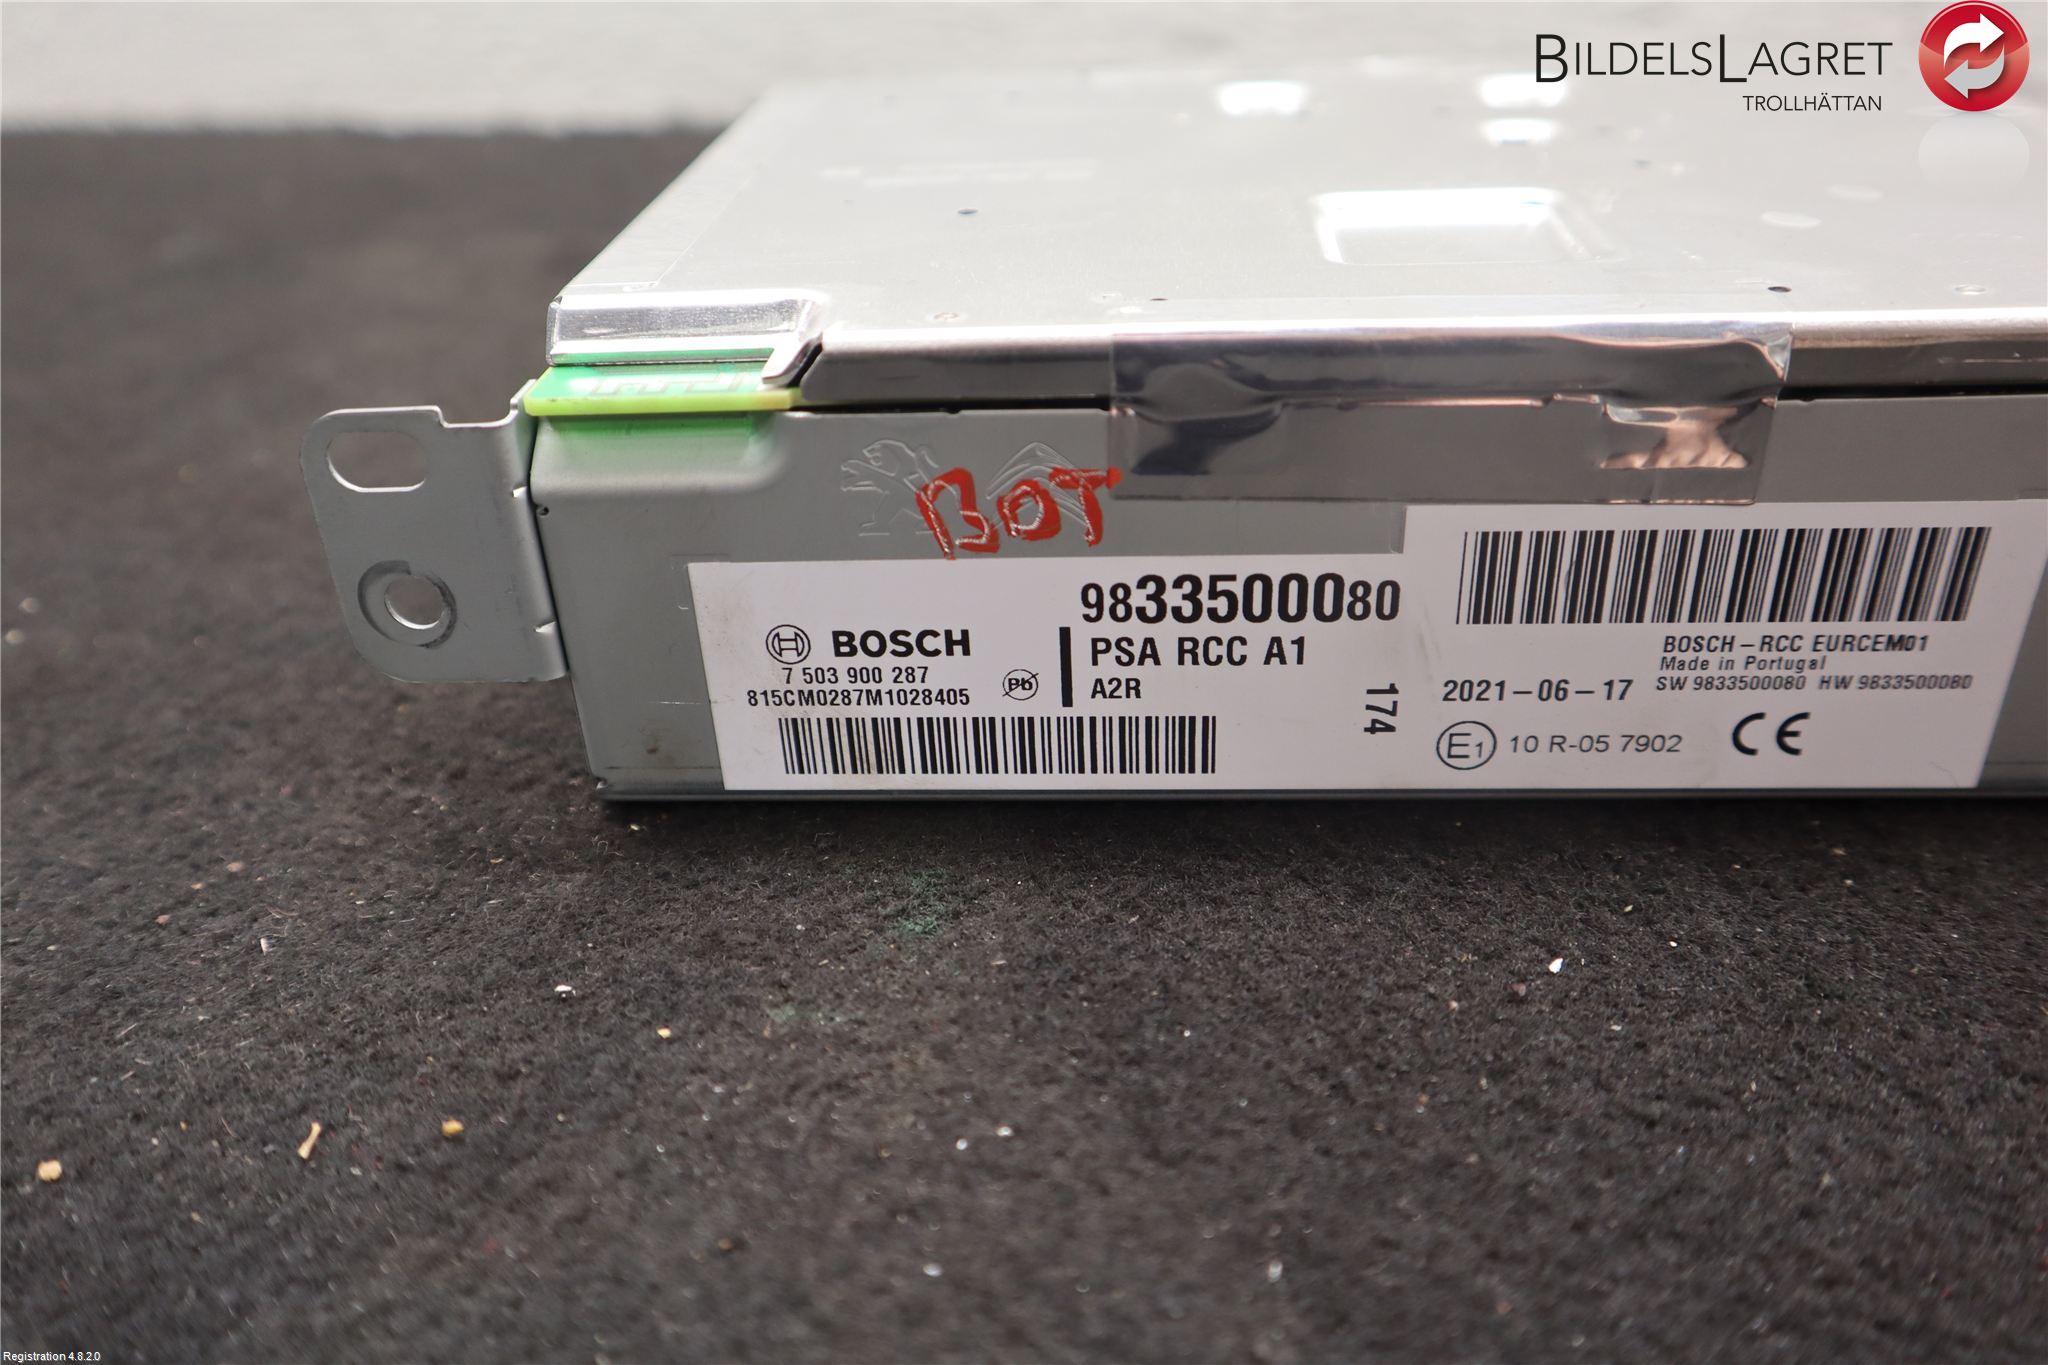 BILDELSLAGRET
TROLLHÄTTAN
BOT
9833500080
BOSCH
PSA RCC A1
7 503 900 287
815CM0287M1028405
Pb
A2R
174
BOSCH-RCC EURCEM01
Made in Portugal
2021-06-17
SW 9833500080 HW 9833500080
E1 10 R-05 7902 CE
Registration 4.8.2.0